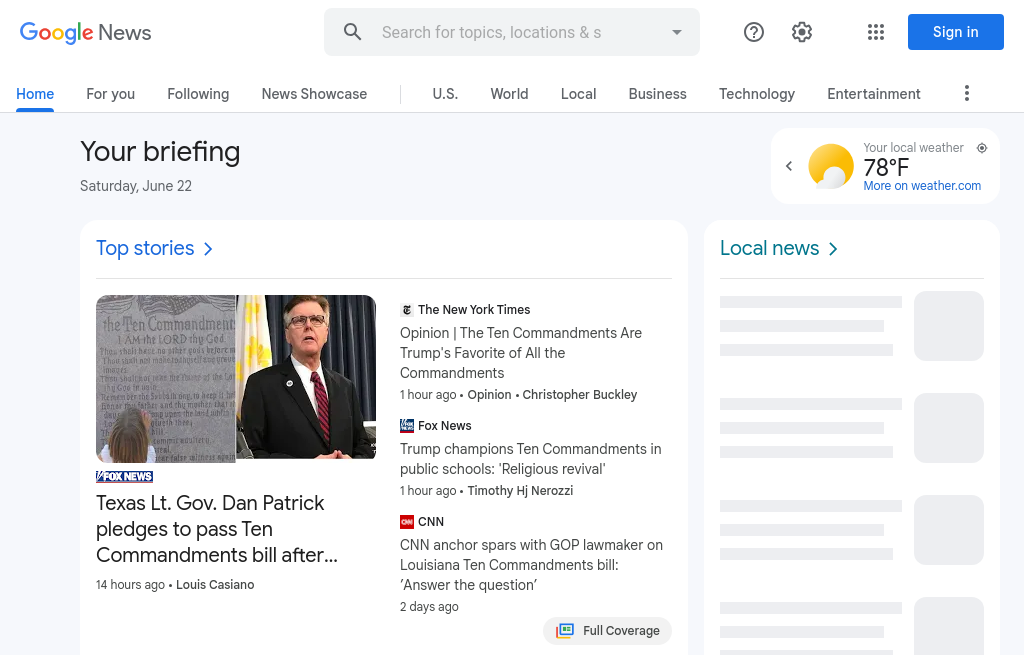 Google News
Search for topics, locations & s
Sign in
Home
For you
Following
News Showcase
U.S.
World
Local
Business
Technology
Entertainment
Your briefing
Saturday, June 22
Your local weather
78°F
More on weather.com
Top stories
the Ten Commandments
I AM the LORD thy God.
FOX NEWS
Texas Lt. Gov. Dan Patrick
pledges to pass Ten
Commandments bill after...
14 hours ago • Louis Casiano
The New York Times
Opinion | The Ten Commandments Are
Trump's Favorite of All the
Commandments
1 hour ago • Opinion • Christopher Buckley
Fox News
Trump champions Ten Commandments in
public schools: 'Religious revival'
1 hour ago • Timothy Hj Nerozzi
CNN
CNN
CNN anchor spars with GOP lawmaker on
Louisiana Ten Commandments bill:
‘Answer the question’
2 days ago
Full Coverage
Local news